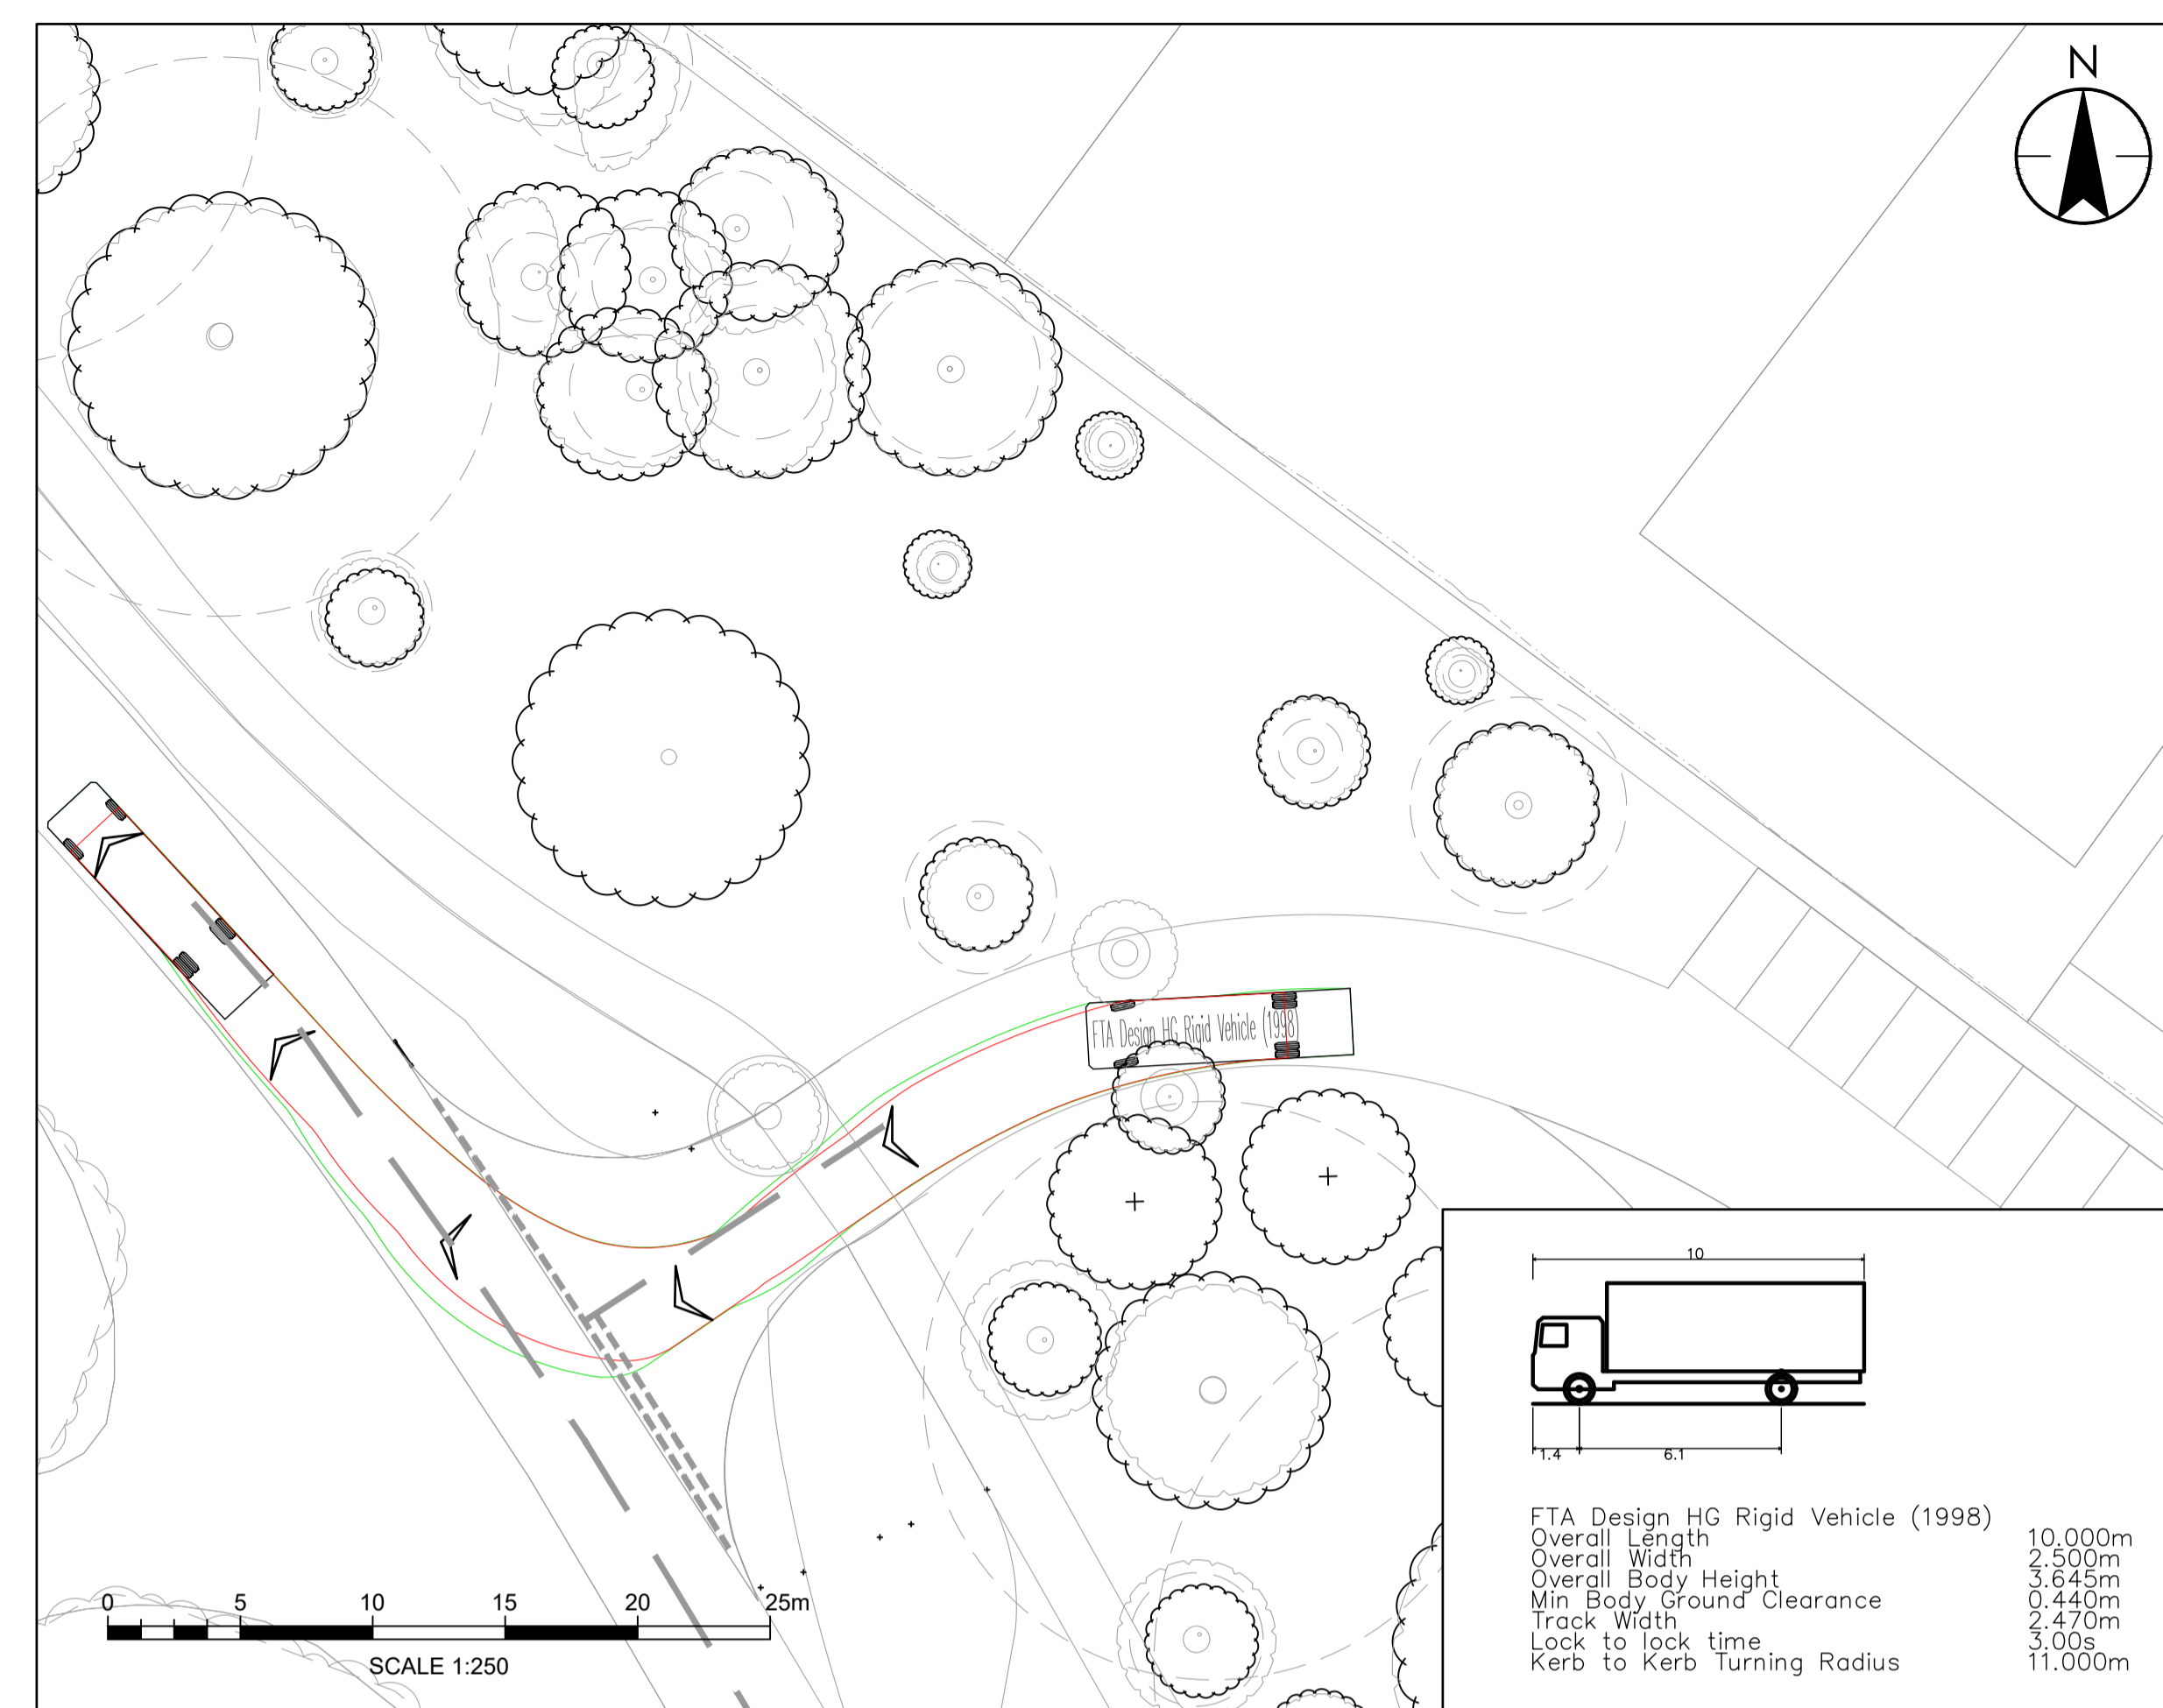 N
FTA Design HG Rigid Vehicle (1998)
10
1.4 6.1
FTA Design HG Rigid Vehicle (1998)
Overall Length 10.000m
Overall Width 2.500m
Overall Body Height 3.645m
Min Body Ground Clearance 0.440m
Track Width 2.470m
Lock to lock time 3.00s
Kerb to Kerb Turning Radius 11.000m
0 5 10 15 20 25m
SCALE 1:250